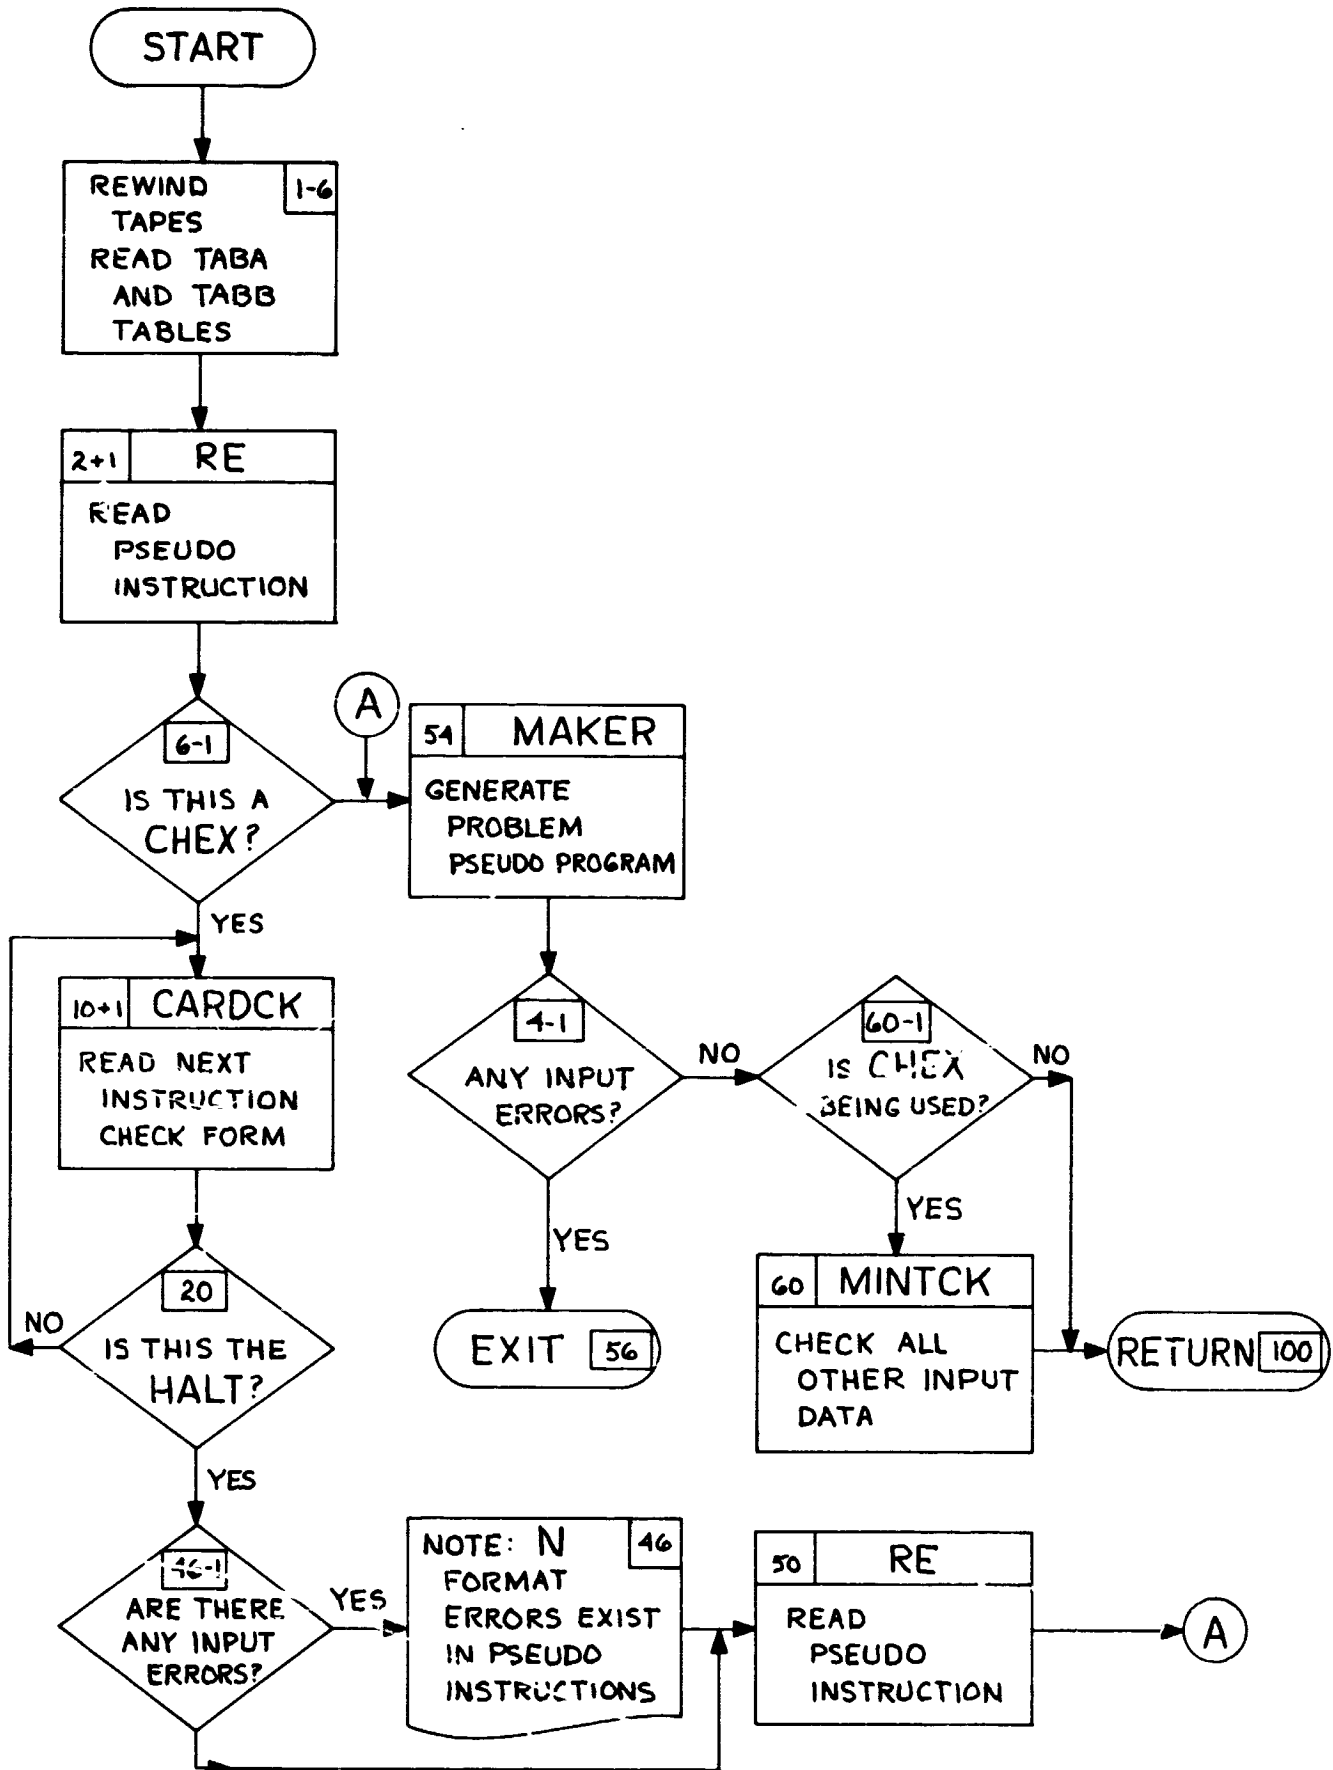 START
1-6
REWIND
TAPES
READ TABA
AND TABB
TABLES
2+1
RE
READ
PSEUDO
INSTRUCTION
6-1
IS THIS A
CHEX?
YES
A
54
MAKER
GENERATE
PROBLEM
PSEUDO PROGRAM
10+1
CARDCK
READ NEXT
INSTRUCTION
CHECK FORM
4-1
ANY INPUT
ERRORS?
NO
YES
60-1
IS CHEX
BEING USED?
NO
YES
20
IS THIS THE
HALT?
NO
YES
EXIT 56
60
MINTCK
CHECK ALL
OTHER INPUT
DATA
RETURN 100
46-1
ARE THERE
ANY INPUT
ERRORS?
YES
46
NOTE: N
FORMAT
ERRORS EXIST
IN PSEUDO
INSTRUCTIONS
50
RE
READ
PSEUDO
INSTRUCTION
A